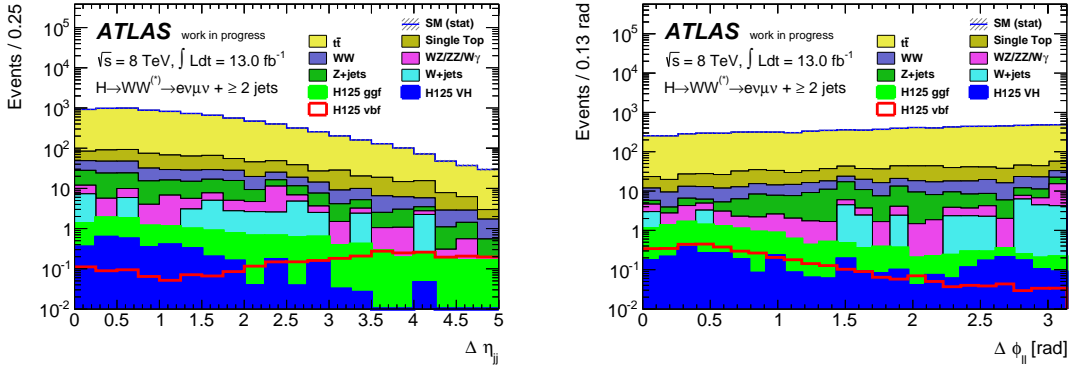 Events / 0.25
10⁵
10⁴
10³
10²
10
1
10⁻¹
10⁻²
ATLAS work in progress
√s = 8 TeV, ∫ Ldt = 13.0 fb⁻¹
H→WW⁽*⁾→eνμν + ≥ 2 jets
SM (stat)
tt̄ Single Top
WW WZ/ZZ/Wγ
Z+jets W+jets
H125 ggf H125 VH
H125 vbf
0 0.5 1 1.5 2 2.5 3 3.5 4 4.5 5
Δ η_jj
Events / 0.13 rad
10⁵
10⁴
10³
10²
10
1
10⁻¹
10⁻²
ATLAS work in progress
√s = 8 TeV, ∫ Ldt = 13.0 fb⁻¹
H→WW⁽*⁾→eνμν + ≥ 2 jets
SM (stat)
tt̄ Single Top
WW WZ/ZZ/Wγ
Z+jets W+jets
H125 ggf H125 VH
H125 vbf
0 0.5 1 1.5 2 2.5 3
Δ φ_ll [rad]